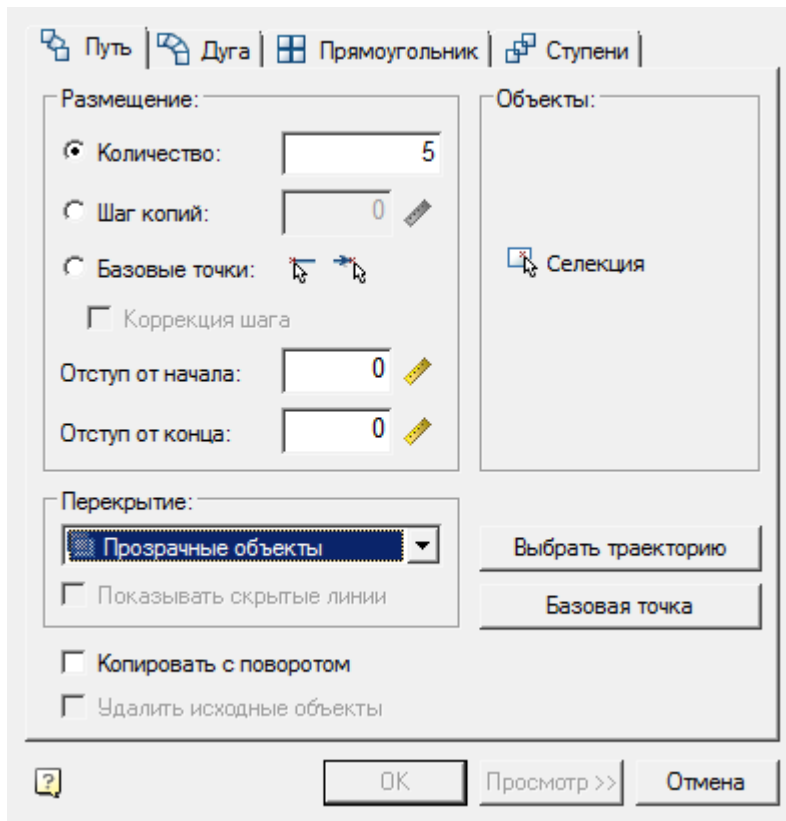 Путь Дуга Прямоугольник Ступени
Размещение:
Количество: 5
Шаг копий: 0
Базовые точки:
Коррекция шага
Отступ от начала: 0
Отступ от конца: 0
Объекты:
Селекция
Перекрытие:
Прозрачные объекты
Показывать скрытые линии
Выбрать траекторию
Базовая точка
Копировать с поворотом
Удалить исходные объекты
? OK Просмотр >> Отмена